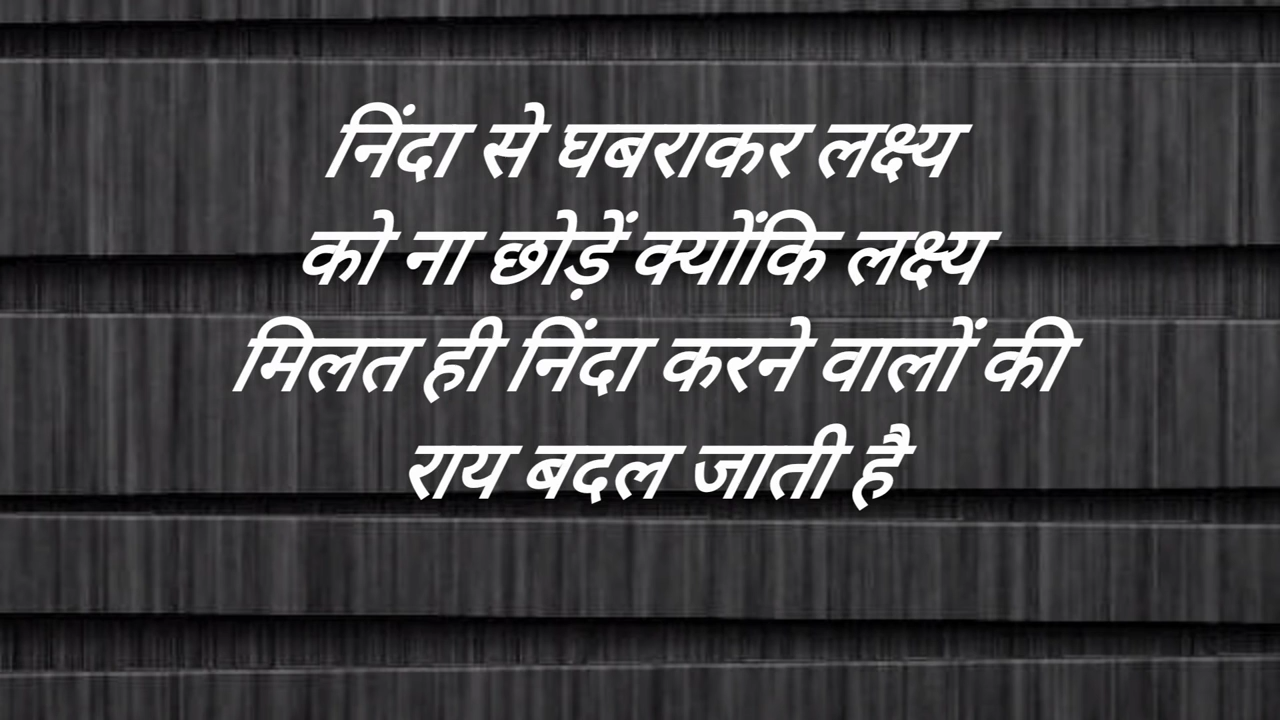 निंदा से घबराकर लक्ष्य
को ना छोड़ें क्योंकि लक्ष्य
मिलत ही निंदा करने वालों की
राय बदल जाती है